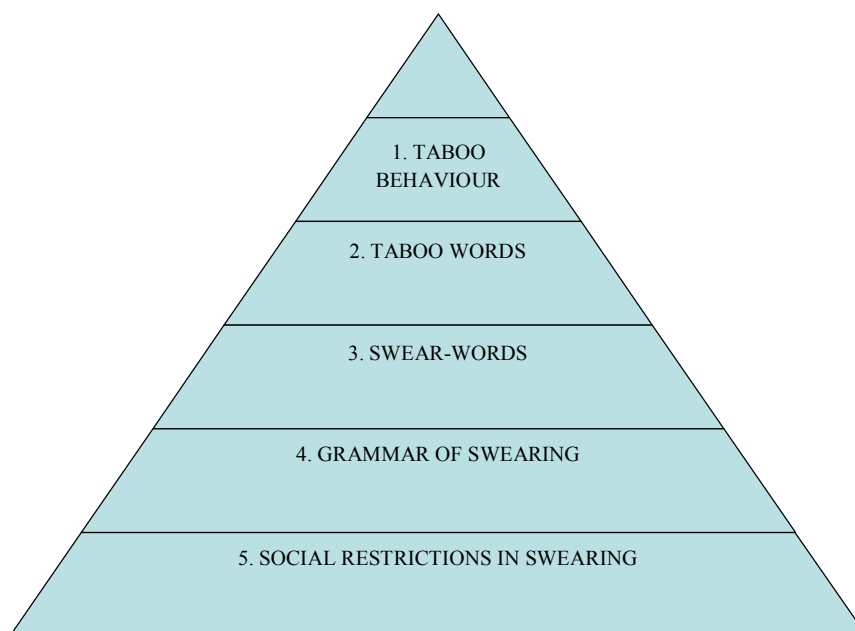 1. TABOO
BEHAVIOUR
2. TABOO WORDS
3. SWEAR-WORDS
4. GRAMMAR OF SWEARING
5. SOCIAL RESTRICTIONS IN SWEARING